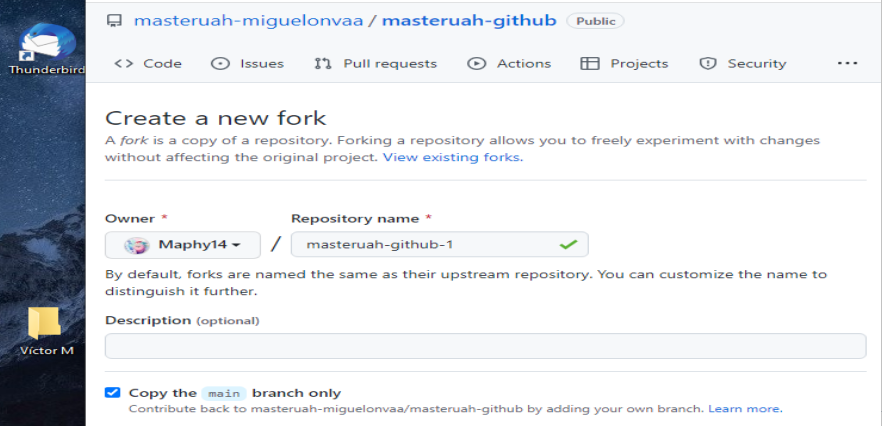 masteruah-miguelonvaa / masteruah-github Public
Thunderbird
Code Issues Pull requests Actions Projects Security ...
Create a new fork
A fork is a copy of a repository. Forking a repository allows you to freely experiment with changes
without affecting the original project. View existing forks.
Owner * Repository name *
Maphy14 / masteruah-github-1
By default, forks are named the same as their upstream repository. You can customize the name to
distinguish it further.
Description (optional)
Víctor M
Copy the main branch only
Contribute back to masteruah-miguelonvaa/masteruah-github by adding your own branch. Learn more.